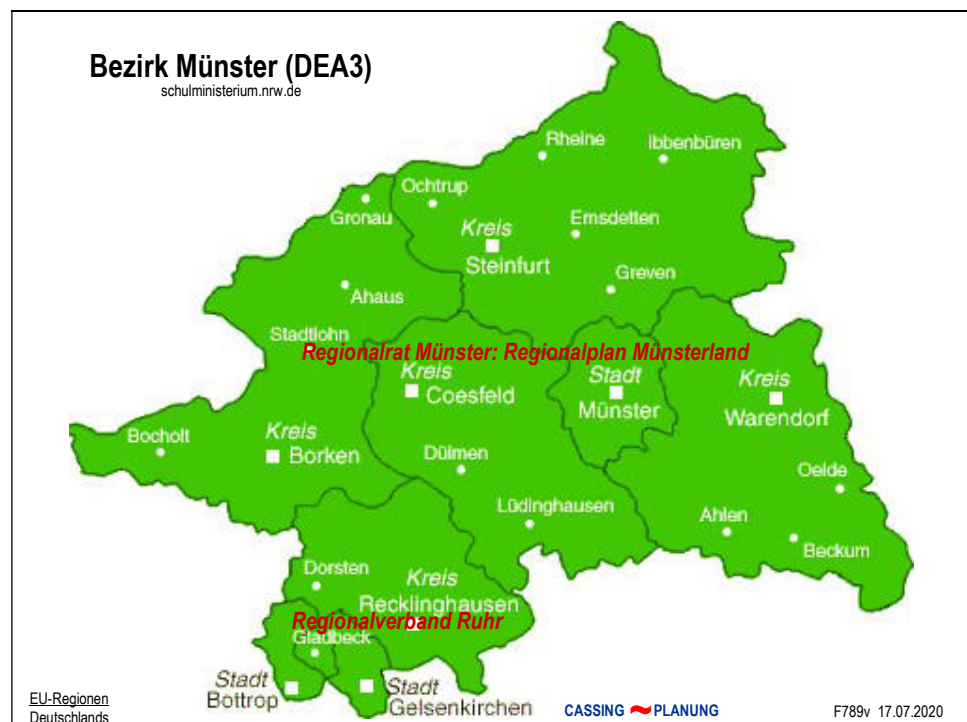 Bezirk Münster (DEA3)
schulministerium.nrw.de
Rheine
Ibbenbüren
Ochtrup
Gronau
Emsdetten
Kreis
Steinfurt
Greven
Ahaus
Stadtlohn
Regionalrat Münster: Regionalplan Münsterland
Kreis
Coesfeld
Stadt
Münster
Kreis
Warendorf
Bocholt
Kreis
Borken
Dülmen
Oelde
Lüdinghausen
Ahlen
Beckum
Dorsten
Kreis
Recklinghausen
Regionalverband Ruhr
Gladbeck
Stadt
Bottrop
Stadt
Gelsenkirchen
EU-Regionen
Deutschlands
CASSING PLANUNG
F789v 17.07.2020